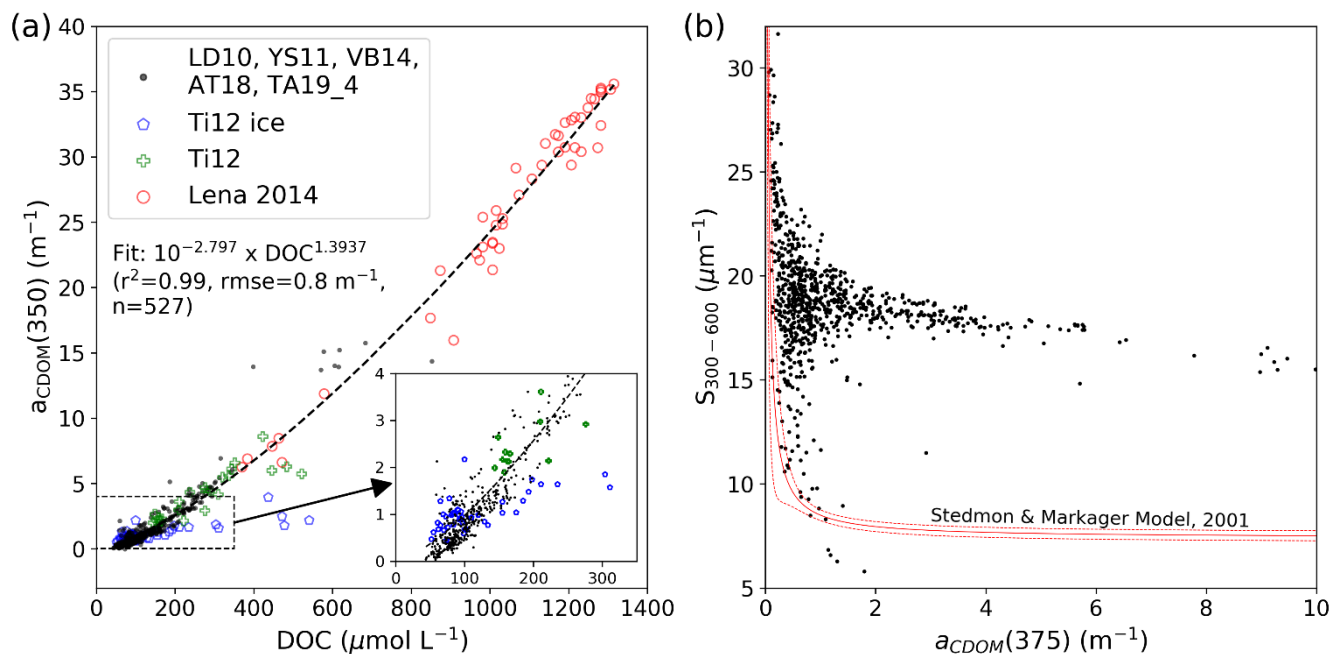 (a)
40
35
30
25
20
15
10
5
0
a_CDOM(350) (m⁻¹)
LD10, YS11, VB14,
AT18, TA19_4
Ti12 ice
Ti12
Lena 2014
Fit: 10⁻²·⁷⁹⁷ x DOC¹·³⁹³⁷
(r²=0.99, rmse=0.8 m⁻¹,
n=527)
4
3
2
1
0
0 100 200 300
0 200 400 600 800 1000 1200 1400
DOC (μmol L⁻¹)
(b)
30
25
20
15
10
5
S₃₀₀₋₆₀₀ (μm⁻¹)
Stedmon & Markager Model, 2001
0 2 4 6 8 10
a_CDOM(375) (m⁻¹)